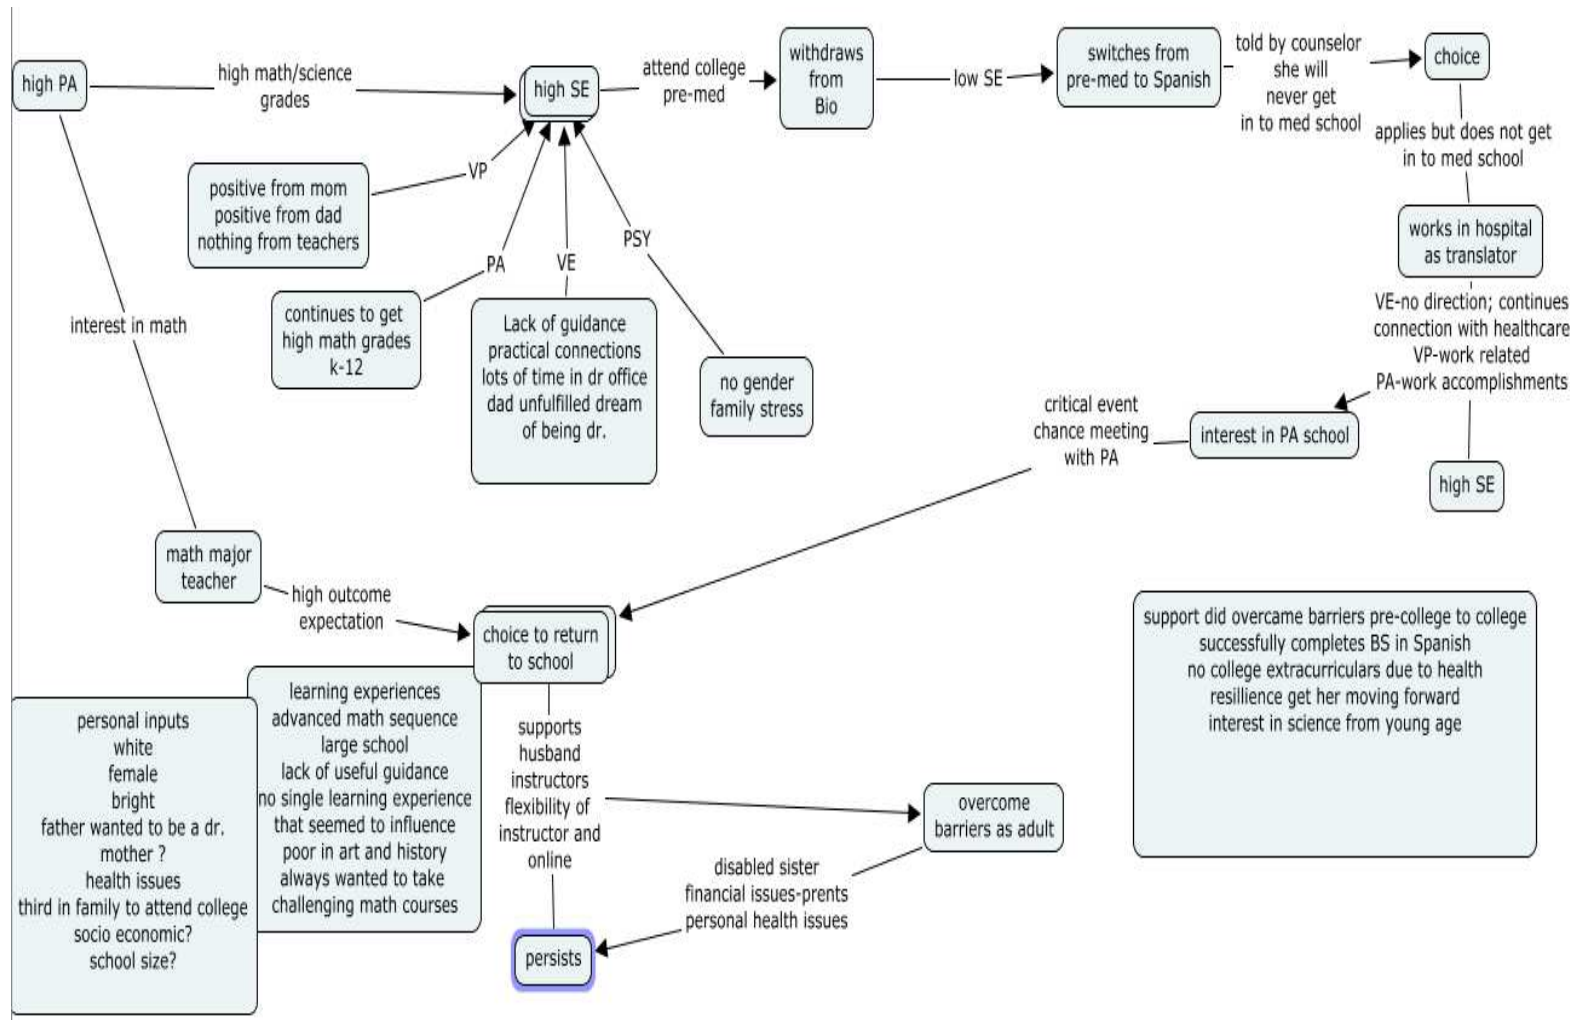 high PA
high math/science
grades
high SE
attend college
pre-med
withdraws
from
Bio
low SE
switches from
pre-med to Spanish
told by counselor
she will
never get
in to med school
choice
applies but does not get
in to med school
works in hospital
as translator
VE-no direction; continues
connection with healthcare
VP-work related
PA-work accomplishments
high SE
interest in PA school
critical event
chance meeting
with PA
VP
positive from mom
positive from dad
nothing from teachers
PA
continues to get
high math grades
k-12
VE
Lack of guidance
practical connections
lots of time in dr office
dad unfulfilled dream
of being dr.
PSY
no gender
family stress
interest in math
math major
teacher
high outcome
expectation
choice to return
to school
personal inputs
white
female
bright
father wanted to be a dr.
mother ?
health issues
third in family to attend college
socio economic?
school size?
learning experiences
advanced math sequence
large school
lack of useful guidance
no single learning experience
that seemed to influence
poor in art and history
always wanted to take
challenging math courses
supports
husband
instructors
flexibility of
instructor and
online
persists
overcome
barriers as adult
disabled sister
financial issues-prents
personal health issues
support did overcame barriers pre-college to college
successfully completes BS in Spanish
no college extracurriculars due to health
resillience get her moving forward
interest in science from young age